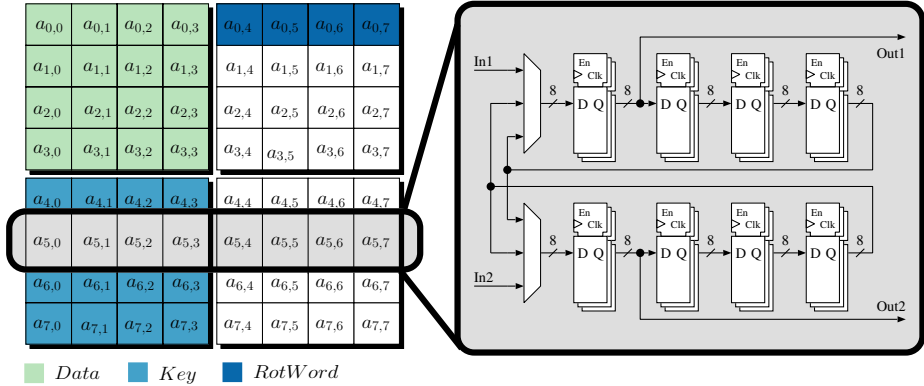 a0,0 a0,1 a0,2 a0,3 a0,4 a0,5 a0,6 a0,7
a1,0 a1,1 a1,2 a1,3 a1,4 a1,5 a1,6 a1,7
a2,0 a2,1 a2,2 a2,3 a2,4 a2,5 a2,6 a2,7
a3,0 a3,1 a3,2 a3,3 a3,4 a3,5 a3,6 a3,7
a4,0 a4,1 a4,2 a4,3 a4,4 a4,5 a4,6 a4,7
a5,0 a5,1 a5,2 a5,3 a5,4 a5,5 a5,6 a5,7
a6,0 a6,1 a6,2 a6,3 a6,4 a6,5 a6,6 a6,7
a7,0 a7,1 a7,2 a7,3 a7,4 a7,5 a7,6 a7,7
Data Key RotWord
Out1
In1
En En En En
Clk Clk Clk Clk
8 8 8 8 8
D Q D Q D Q D Q
En En En En
Clk Clk Clk Clk
8 8 8 8 8
D Q D Q D Q D Q
In2
Out2